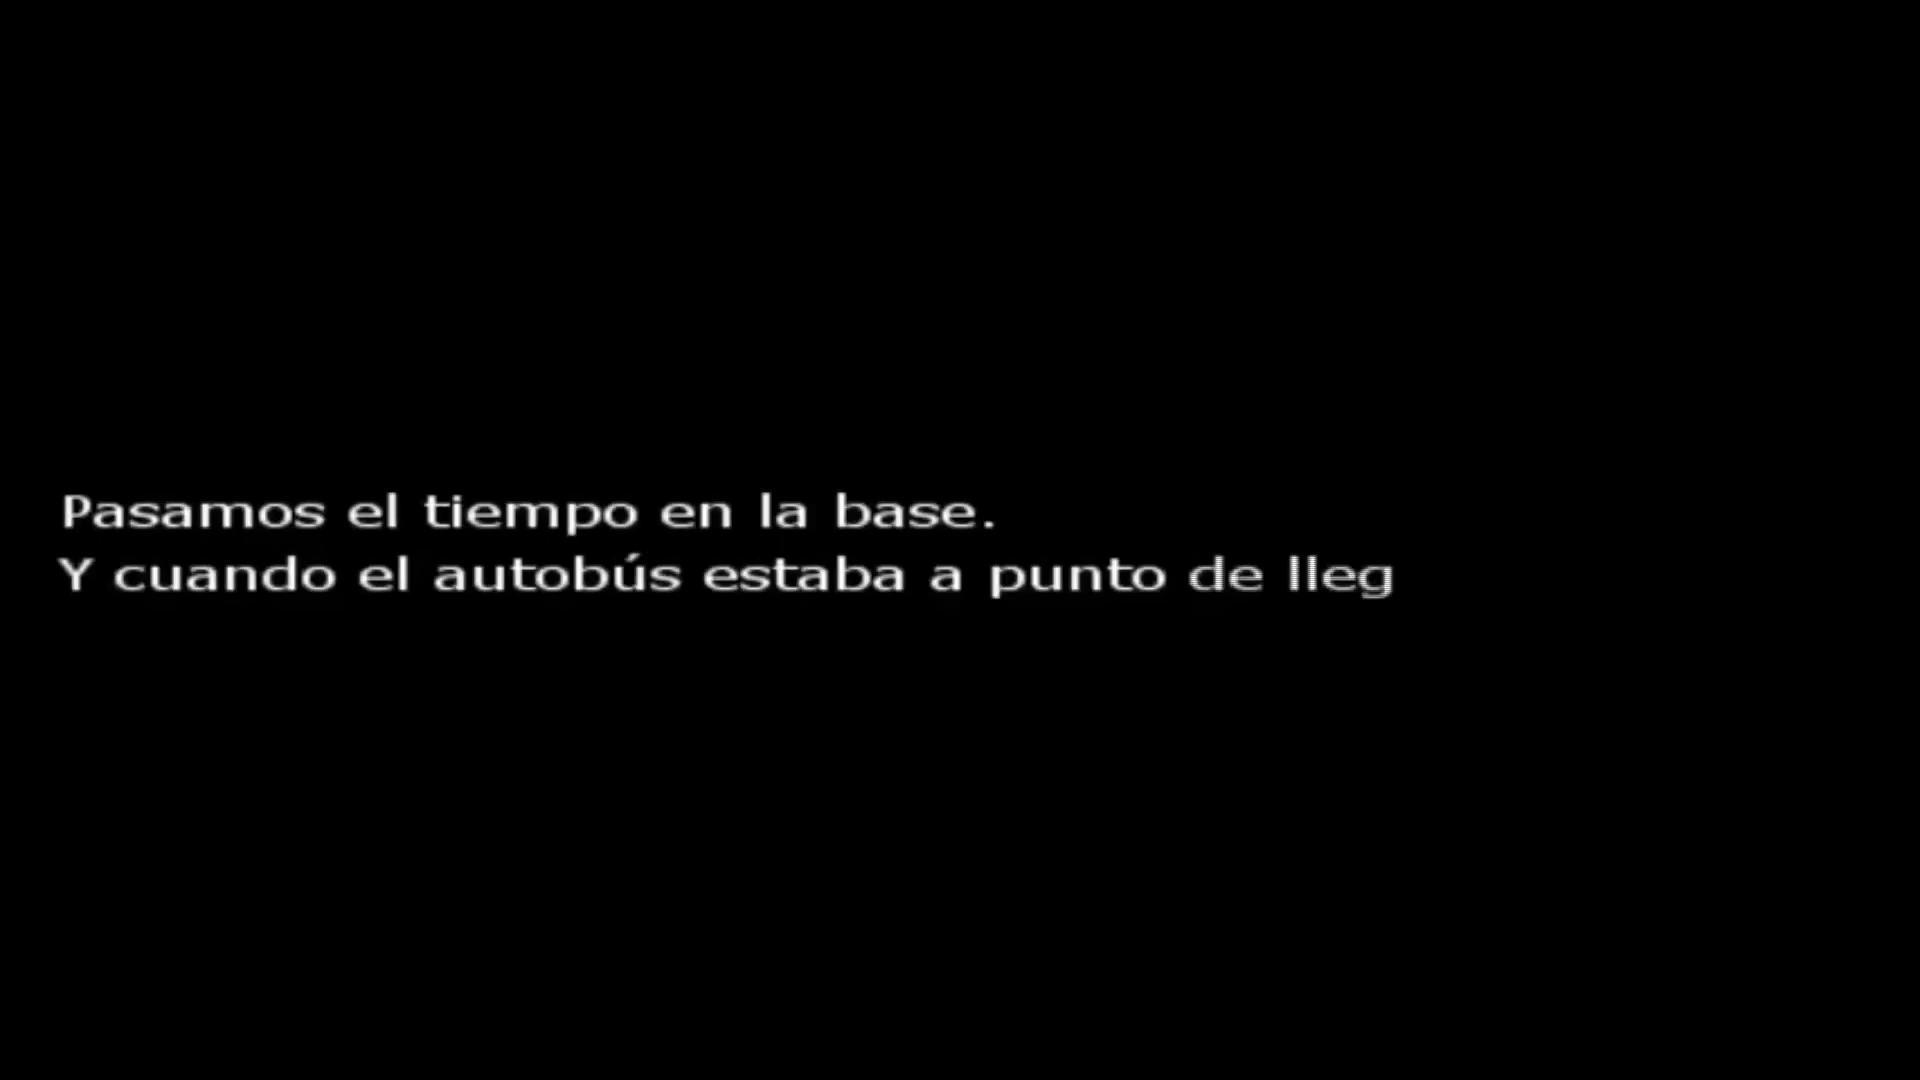 Pasamos el tiempo en la base.
Y cuando el autobús estaba a punto de lleg